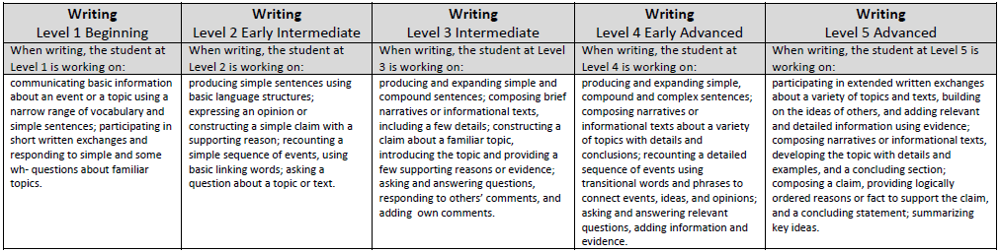 Writing
Level 1 Beginning
When writing, the student at
Level 1 is working on:
communicating basic information
about an event or a topic using a
narrow range of vocabulary and
simple sentences; participating in
short written exchanges and
responding to simple and some
wh- questions about familiar
topics.
Writing
Level 2 Early Intermediate
When writing, the student at
Level 2 is working on:
producing simple sentences using
basic language structures;
expressing an opinion or
constructing a simple claim with a
supporting reason; recounting a
simple sequence of events, using
basic linking words; asking a
question about a topic or text.
Writing
Level 3 Intermediate
When writing, the student at Level
3 is working on:
producing and expanding simple and
compound sentences; composing brief
narratives or informational texts,
including a few details; constructing a
claim about a familiar topic,
introducing the topic and providing a
few supporting reasons or evidence;
asking and answering questions,
responding to others' comments, and
adding own comments.
Writing
Level 4 Early Advanced
When writing, the student at
Level 4 is working on:
producing and expanding simple,
compound and complex sentences;
composing narratives or
informational texts about a variety
of topics with details and
conclusions; recounting a detailed
sequence of events using
transitional words and phrases to
connect events, ideas, and opinions;
asking and answering relevant
questions, adding information and
evidence.
Writing
Level 5 Advanced
When writing, the student at Level 5 is
working on:
participating in extended written exchanges
about a variety of topics and texts, building
on the ideas of others, and adding relevant
and detailed information using evidence;
composing narratives or informational texts,
developing the topic with details and
examples, and a concluding section;
composing a claim, providing logically
ordered reasons or fact to support the claim,
and a concluding statement; summarizing
key ideas.